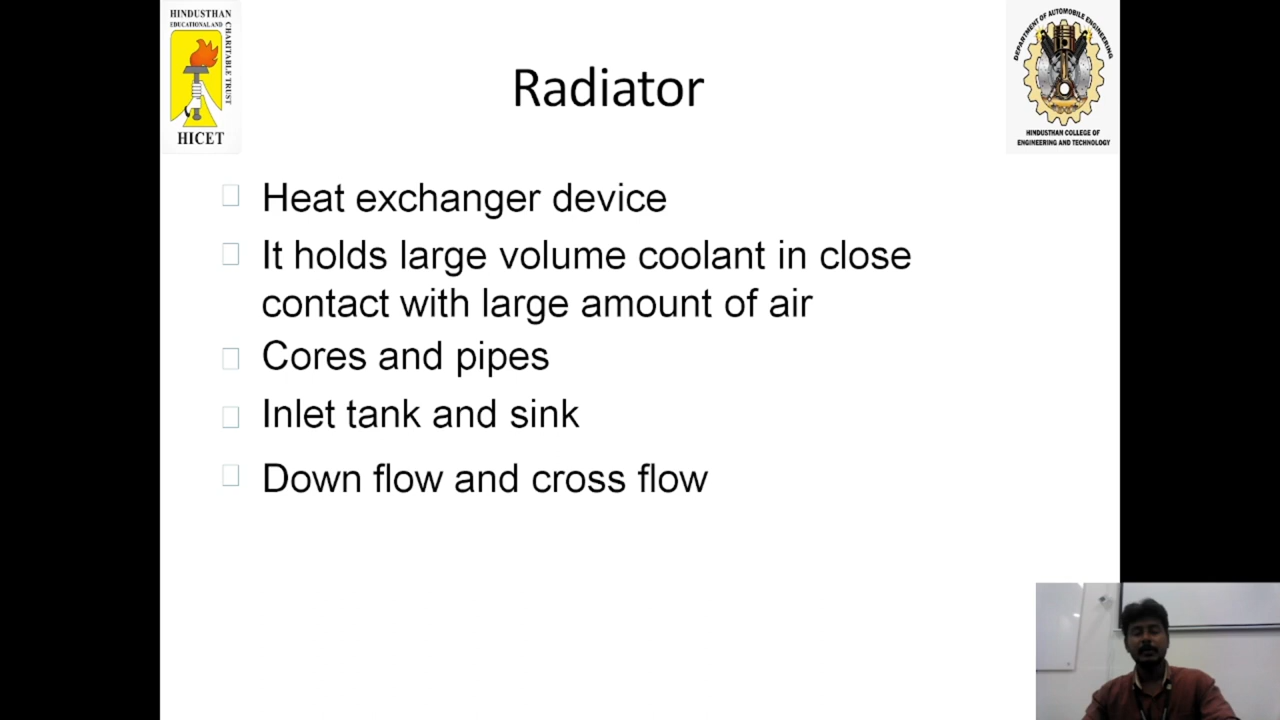 HINDUSTHAN
EDUCATIONAL AND
CHARITABLE TRUST
HICET
Radiator
DEPARTMENT OF AUTOMOBILE ENGINEERING
HINDUSTHAN COLLEGE OF
ENGINEERING AND TECHNOLOGY
Heat exchanger device
It holds large volume coolant in close
contact with large amount of air
Cores and pipes
Inlet tank and sink
Down flow and cross flow